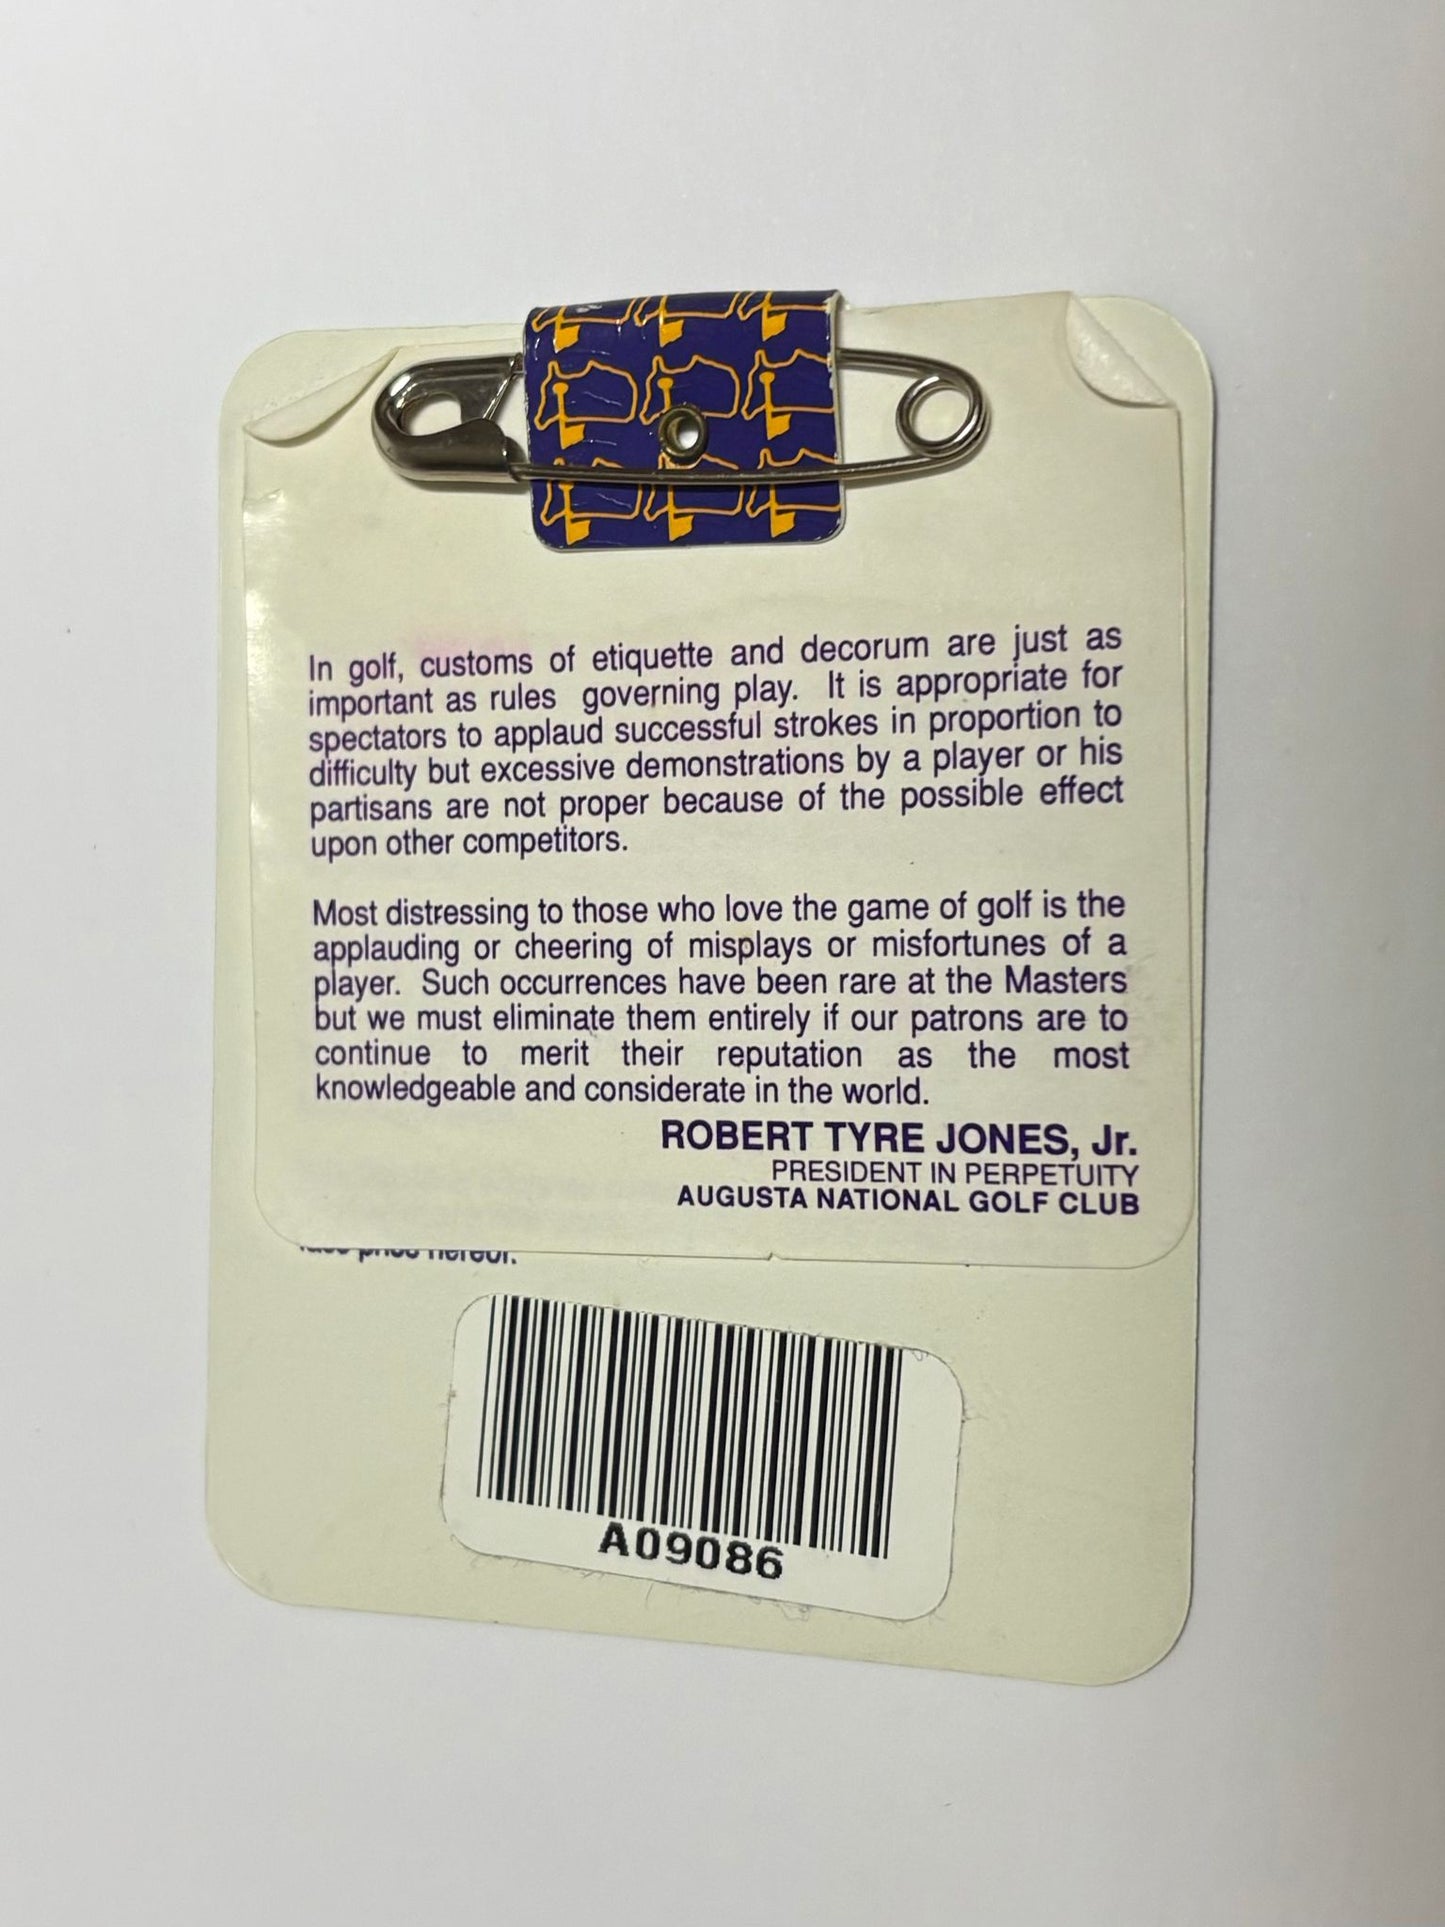 In golf, customs of etiquette and decorum are just as
important as rules governing play. It is appropriate for
spectators to applaud successful strokes in proportion to
difficulty but excessive demonstrations by a player or his
partisans are not proper because of the possible effect
upon other competitors.
Most distressing to those who love the game of golf is the
applauding or cheering of misplays or misfortunes of a
player. Such occurrences have been rare at the Masters
but we must eliminate them entirely if our patrons are to
continue to merit their reputation as the most
knowledgeable and considerate in the world.
ROBERT TYRE JONES, Jr.
PRESIDENT IN PERPETUITY
AUGUSTA NATIONAL GOLF CLUB
price hereof.
A09086